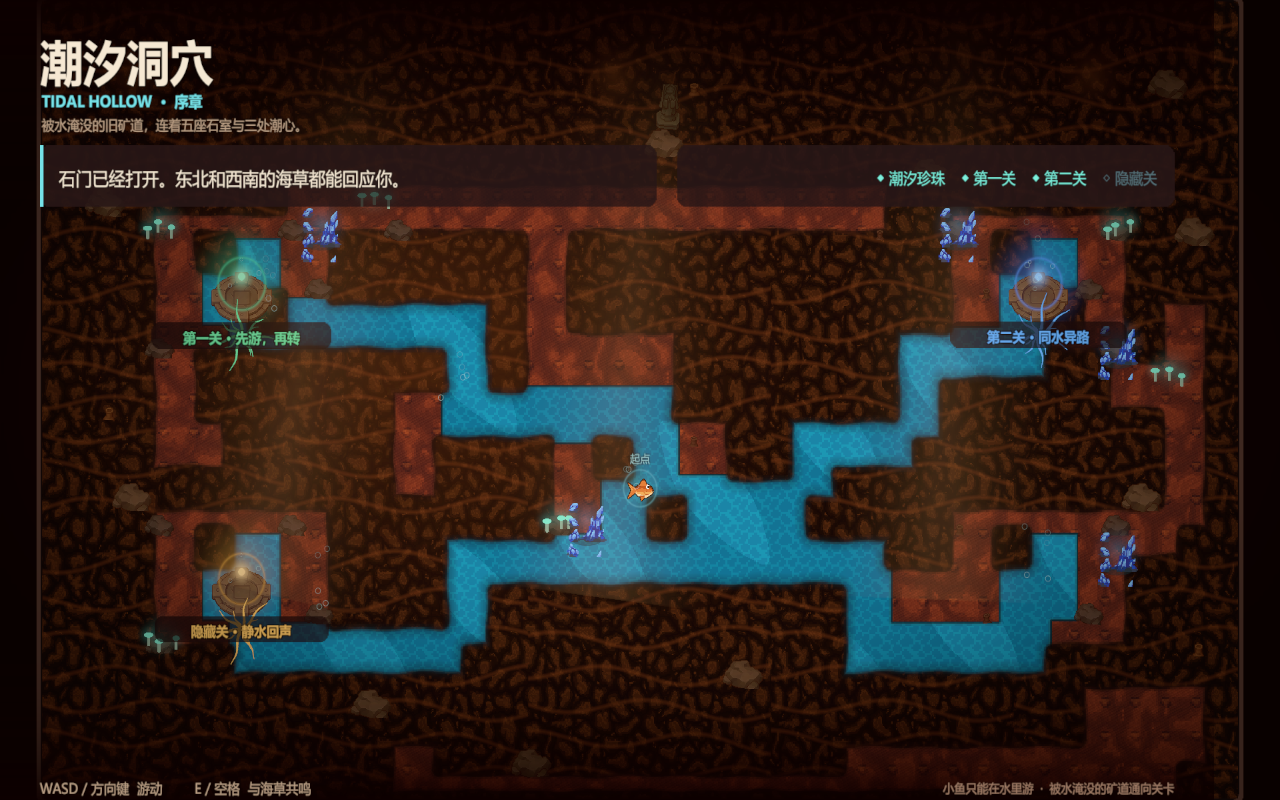 潮汐洞穴
TIDAL HOLLOW • 序章
被水淹没的旧矿道，连着五座石室与三处潮心。
石门已经打开。东北和西南的海草都能回应你。
潮汐珍珠 第一关 第二关 隐藏关
第一关 · 先游，再转
第二关 · 同水异路
起点
隐藏关 · 静水回声
WASD / 方向键 游动 E / 空格 与海草共鸣
小鱼只能在水里游 · 被水淹没的矿道通向关卡